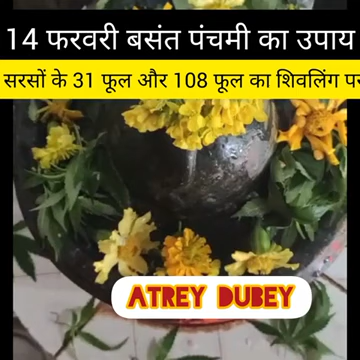 14 फरवरी बसंत पंचमी का उपाय
सरसों के 31 फूल और 108 फूल का शिवलिंग
ATREY DUBEY